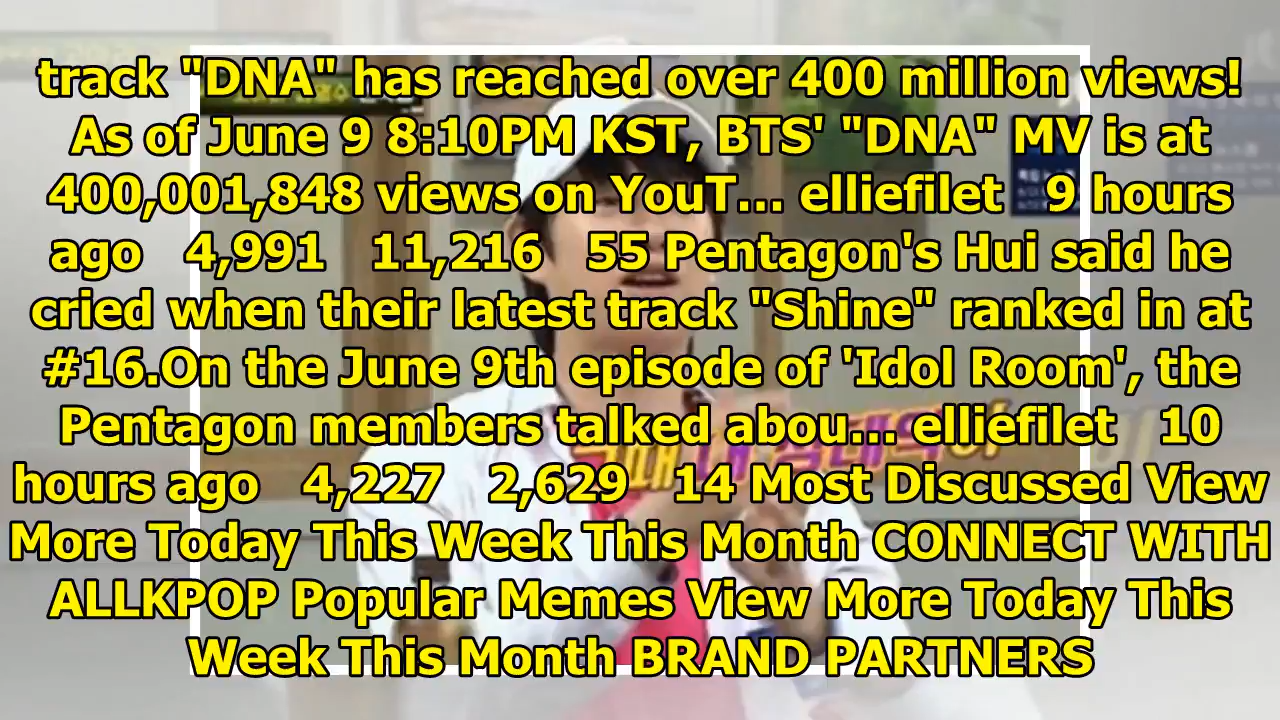 track "DNA" has reached over 400 million views!
As of June 9 8:10PM KST, BTS' "DNA" MV is at
400,001,848 views on YouT... elliefilet 9 hours
ago 4,991 11,216 55 Pentagon's Hui said he
cried when their latest track "Shine" ranked in at
#16.On the June 9th episode of 'Idol Room', the
Pentagon members talked abou... elliefilet 10
hours ago 4,227 2,629 14 Most Discussed View
More Today This Week This Month CONNECT WITH
ALLKPOP Popular Memes View More Today This
Week This Month BRAND PARTNERS